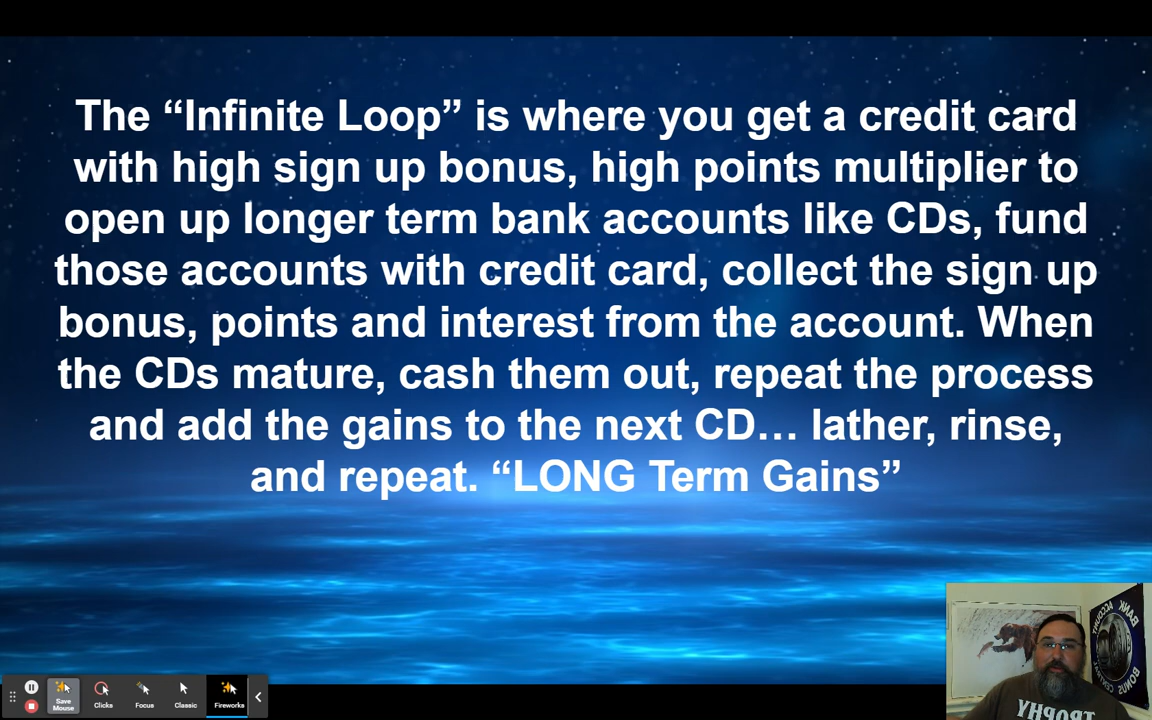 The “Infinite Loop” is where you get a credit card
with high sign up bonus, high points multiplier to
open up longer term bank accounts like CDs, fund
those accounts with credit card, collect the sign up
bonus, points and interest from the account. When
the CDs mature, cash them out, repeat the process
and add the gains to the next CD… lather, rinse,
and repeat. “LONG Term Gains”
BANK ACCOUNT
BONUS
TROPHY
Save
Mouse
Clicks
Focus
Classic
Fireworks